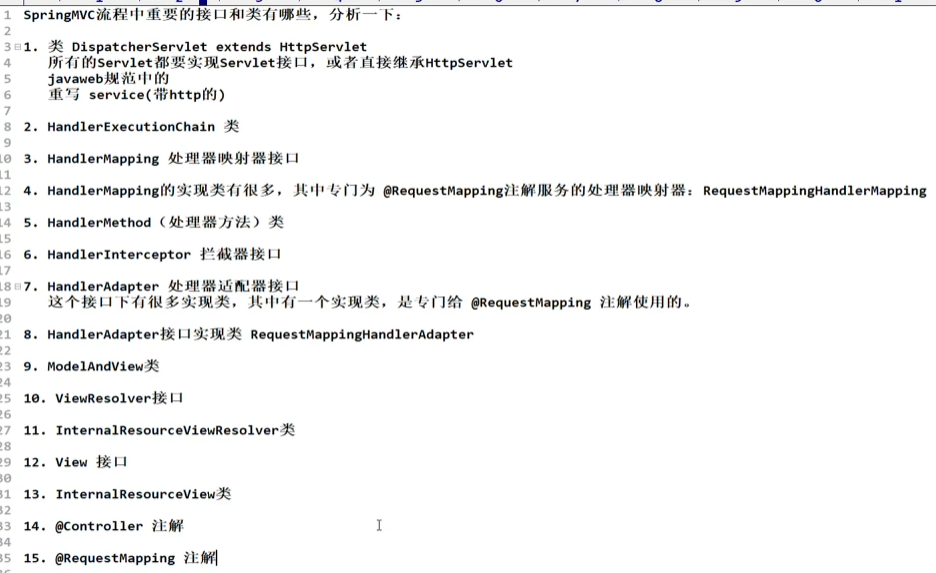 1 SpringMVC流程中重要的接口和类有哪些，分析一下：
2
3 1. 类 DispatcherServlet extends HttpServlet
4 所有的Servlet都要实现Servlet接口，或者直接继承HttpServlet
5 javaweb规范中的
6 重写 service(带http的)
7
8 2. HandlerExecutionChain 类
9
10 3. HandlerMapping 处理器映射器接口
11
12 4. HandlerMapping的实现类有很多，其中专门为 @RequestMapping注解服务的处理器映射器：RequestMappingHandlerMapping
13
14 5. HandlerMethod（处理器方法）类
15
16 6. HandlerInterceptor 拦截器接口
17
18 7. HandlerAdapter 处理器适配器接口
19 这个接口下有很多实现类，其中有一个实现类，是专门给 @RequestMapping 注解使用的。
20
21 8. HandlerAdapter接口实现类 RequestMappingHandlerAdapter
22
23 9. ModelAndView类
24
25 10. ViewResolver接口
26
27 11. InternalResourceViewResolver类
28
29 12. View 接口
30
31 13. InternalResourceView类
32
33 14. @Controller 注解
34
35 15. @RequestMapping 注解